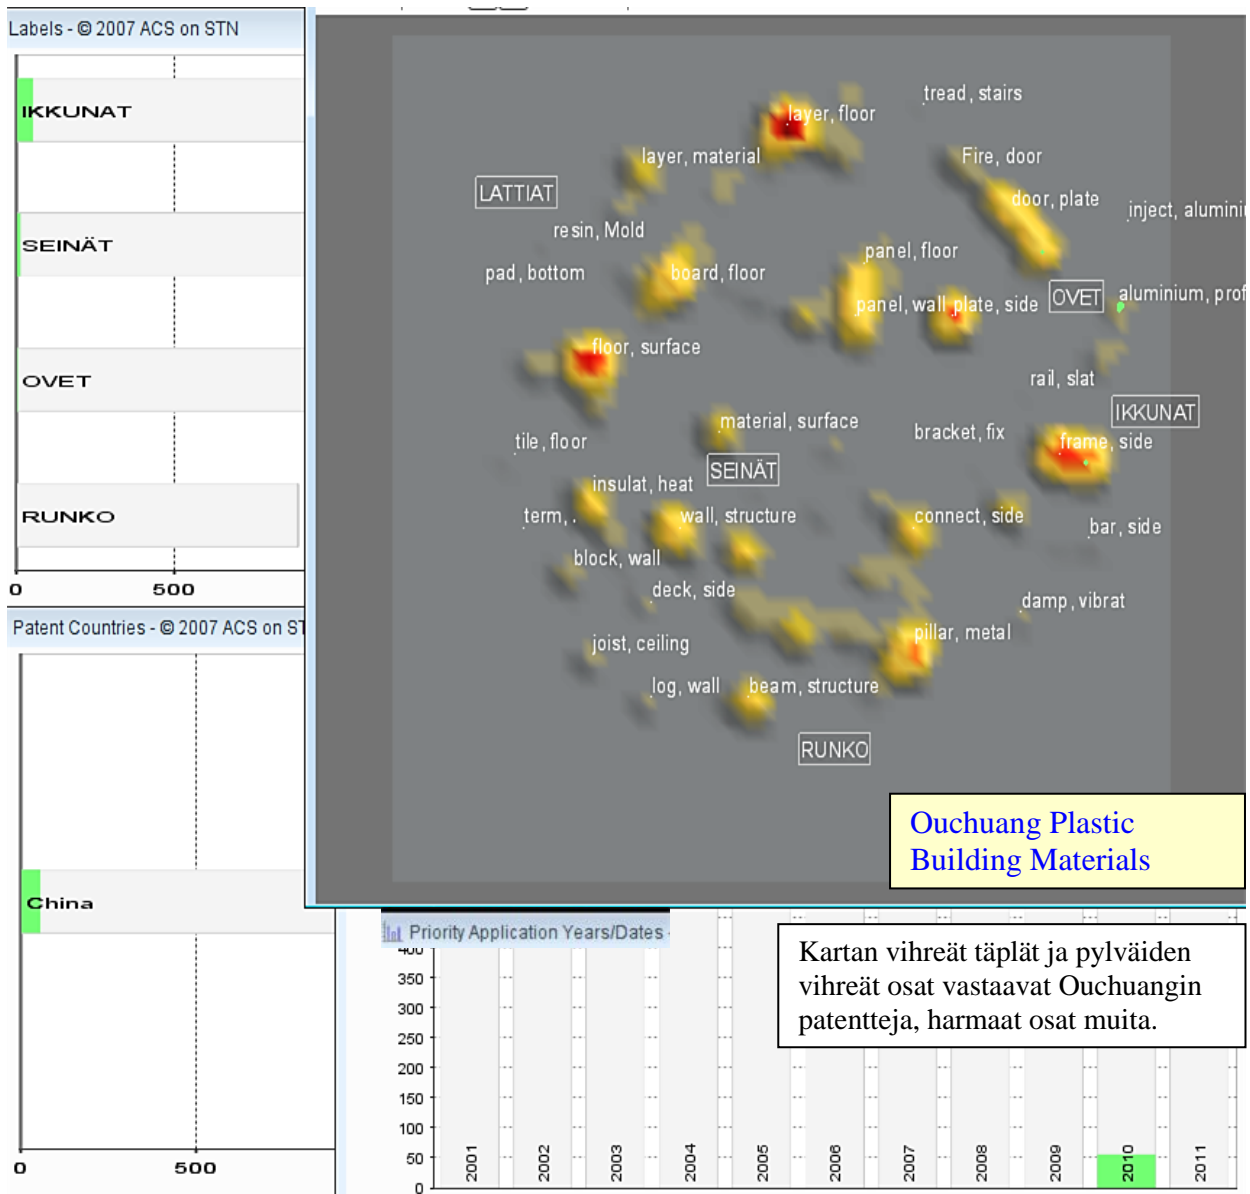 Labels - © 2007 ACS on STN
IKKUNAT
SEINÄT
OVET
RUNKO
0 500
Patent Countries - © 2007 ACS on ST
China
0 500
tread, stairs
layer, floor
layer, material
Fire, door
LATTIAT
door, plate
inject, aluminiu
resin, Mold
panel, floor
pad, bottom
board, floor
OVET
aluminium, prof
panel, wall plate, side
floor, surface
rail, slat
IKKUNAT
material, surface
bracket, fix
frame, side
tile, floor
SEINÄT
insulat, heat
term, .
wall, structure
connect, side
bar, side
block, wall
deck, side
damp, vibrat
joist, ceiling
pillar, metal
log, wall
beam, structure
RUNKO
Ouchuang Plastic
Building Materials
Priority Application Years/Dates -
400
350
300
250
200
150
100
50
0
2001 2002 2003 2004 2005 2006 2007 2008 2009 2010 2011
Kartan vihreät täplät ja pylväiden
vihreät osat vastaavat Ouchuangin
patentteja, harmaat osat muita.